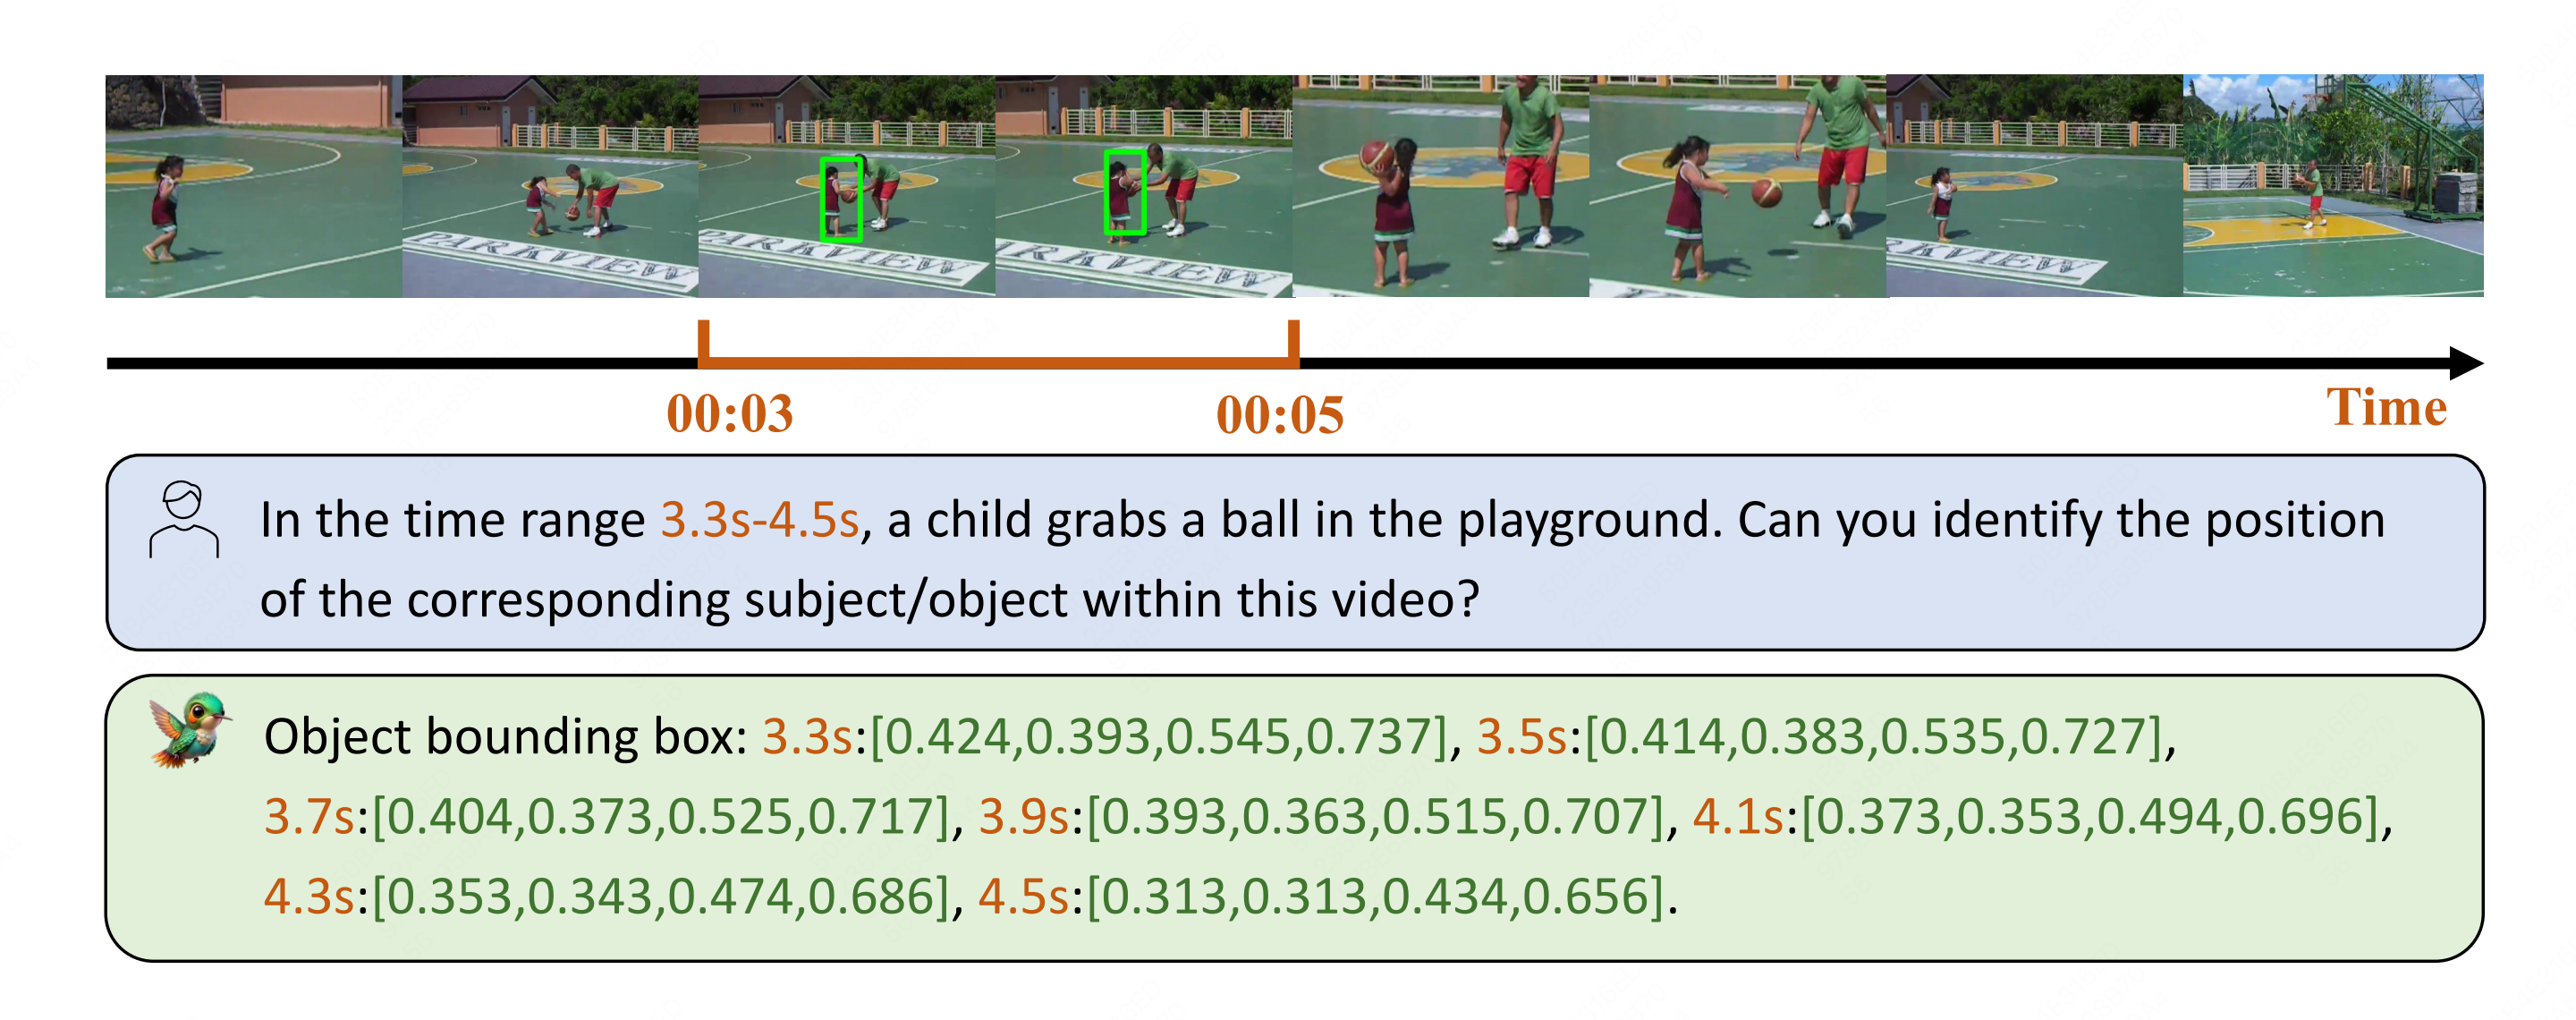 PARKVIEW
PARKVIEW
RKVIEW
RKVIEW
00:03
00:05
Time
In the time range 3.3s-4.5s, a child grabs a ball in the playground. Can you identify the position
of the corresponding subject/object within this video?
Object bounding box: 3.3s:[0.424,0.393,0.545,0.737], 3.5s:[0.414,0.383,0.535,0.727],
3.7s:[0.404,0.373,0.525,0.717], 3.9s:[0.393,0.363,0.515,0.707], 4.1s:[0.373,0.353,0.494,0.696],
4.3s:[0.353,0.343,0.474,0.686], 4.5s:[0.313,0.313,0.434,0.656].